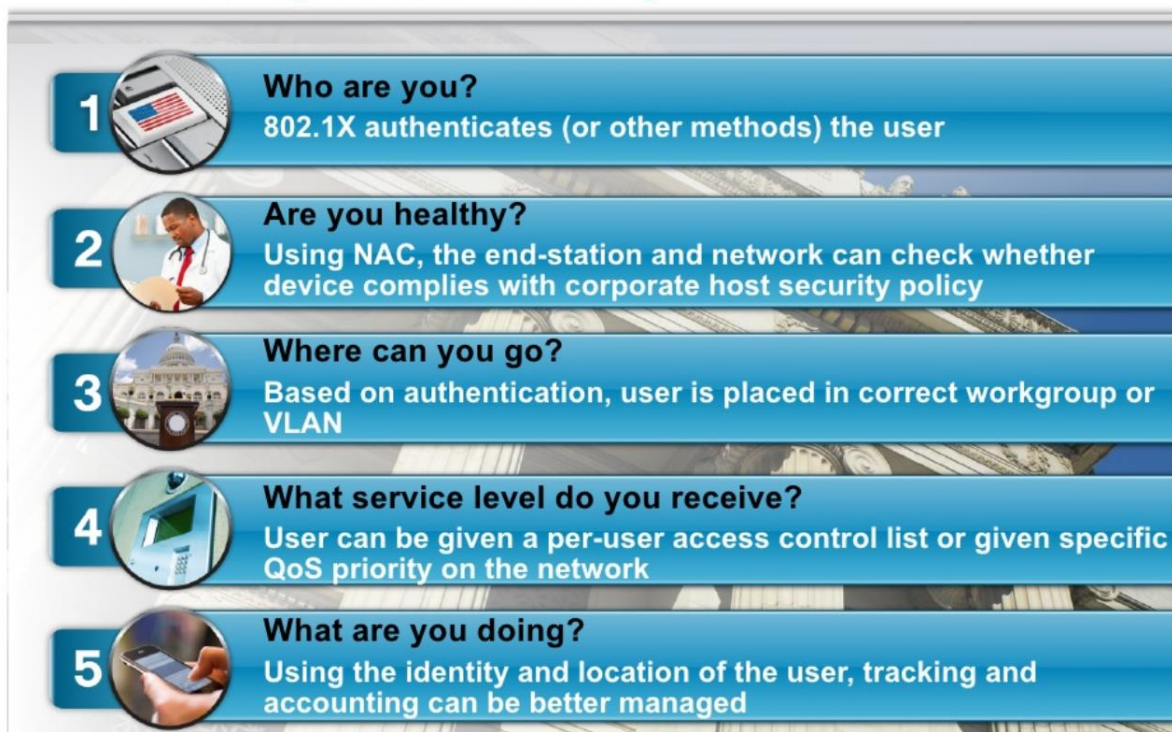 1
Who are you?
802.1X authenticates (or other methods) the user
2
Are you healthy?
Using NAC, the end-station and network can check whether
device complies with corporate host security policy
3
Where can you go?
Based on authentication, user is placed in correct workgroup or
VLAN
4
What service level do you receive?
User can be given a per-user access control list or given specific
QoS priority on the network
5
What are you doing?
Using the identity and location of the user, tracking and
accounting can be better managed